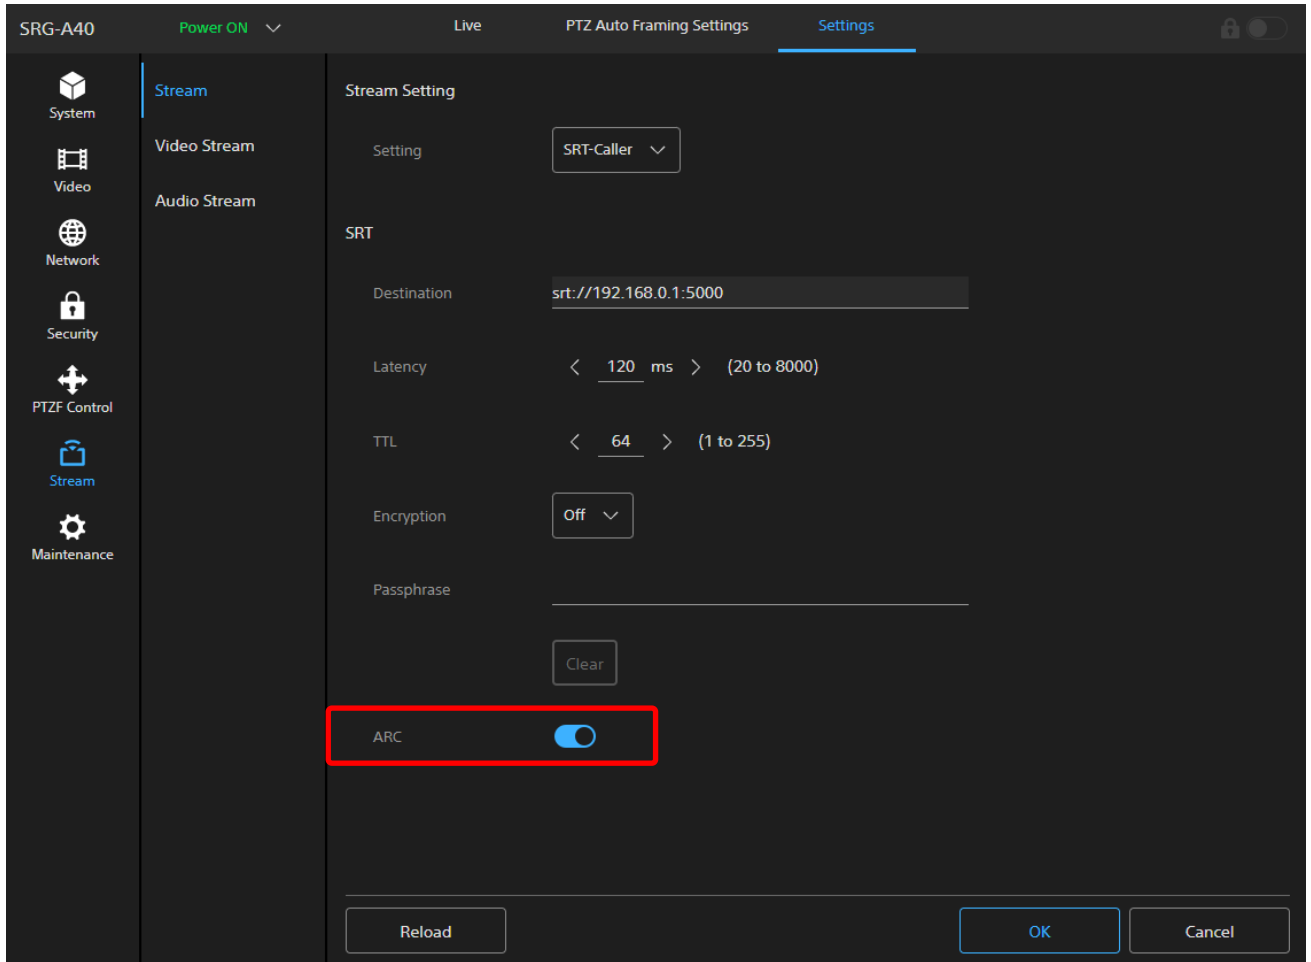 SRG-A40
Power ON
Live
PTZ Auto Framing Settings
Settings
System
Video
Network
Security
PTZF Control
Stream
Maintenance
Stream
Video Stream
Audio Stream
Stream Setting
Setting SRT-Caller
SRT
Destination srt://192.168.0.1:5000
Latency 120 ms (20 to 8000)
TTL 64 (1 to 255)
Encryption Off
Passphrase
Clear
ARC
Reload
OK
Cancel